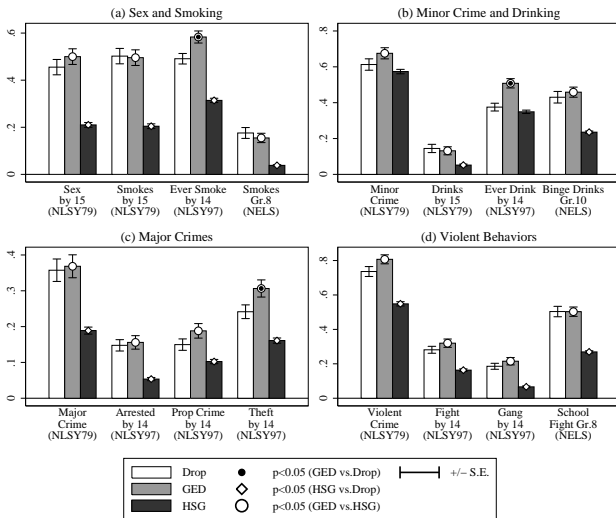 (a) Sex and Smoking
.6
.4
.2
0
Sex by 15 (NLSY79)
Smokes by 15 (NLSY79)
Ever Smoke by 14 (NLSY97)
Smokes Gr.8 (NELS)
(b) Minor Crime and Drinking
.8
.6
.4
.2
0
Minor Crime (NLSY79)
Drinks by 15 (NLSY79)
Ever Drink by 14 (NLSY97)
Binge Drinks Gr.10 (NELS)
(c) Major Crimes
.4
.3
.2
.1
0
Major Crime (NLSY79)
Arrested by 14 (NLSY97)
Prop Crime by 14 (NLSY97)
Theft by 14 (NLSY97)
(d) Violent Behaviors
.8
.6
.4
.2
0
Violent Crime (NLSY79)
Fight by 14 (NLSY97)
Gang by 14 (NLSY97)
School Fight Gr.8 (NELS)
Drop p<0.05 (GED vs.Drop) +/− S.E.
GED p<0.05 (HSG vs.Drop)
HSG p<0.05 (GED vs.HSG)